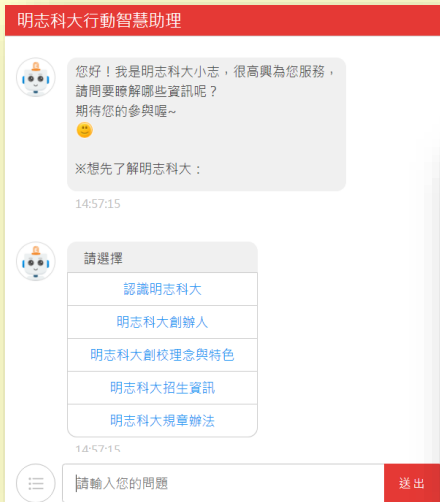 明志科大行動智慧助理
您好！我是明志科大小志，很高興為您服務，
請問要瞭解哪些資訊呢？
期待您的參與喔~
※想先了解明志科大：
14:57:15
請選擇
認識明志科大
明志科大創辦人
明志科大創校理念與特色
明志科大招生資訊
明志科大規章辦法
14:57:15
請輸入您的問題
送出